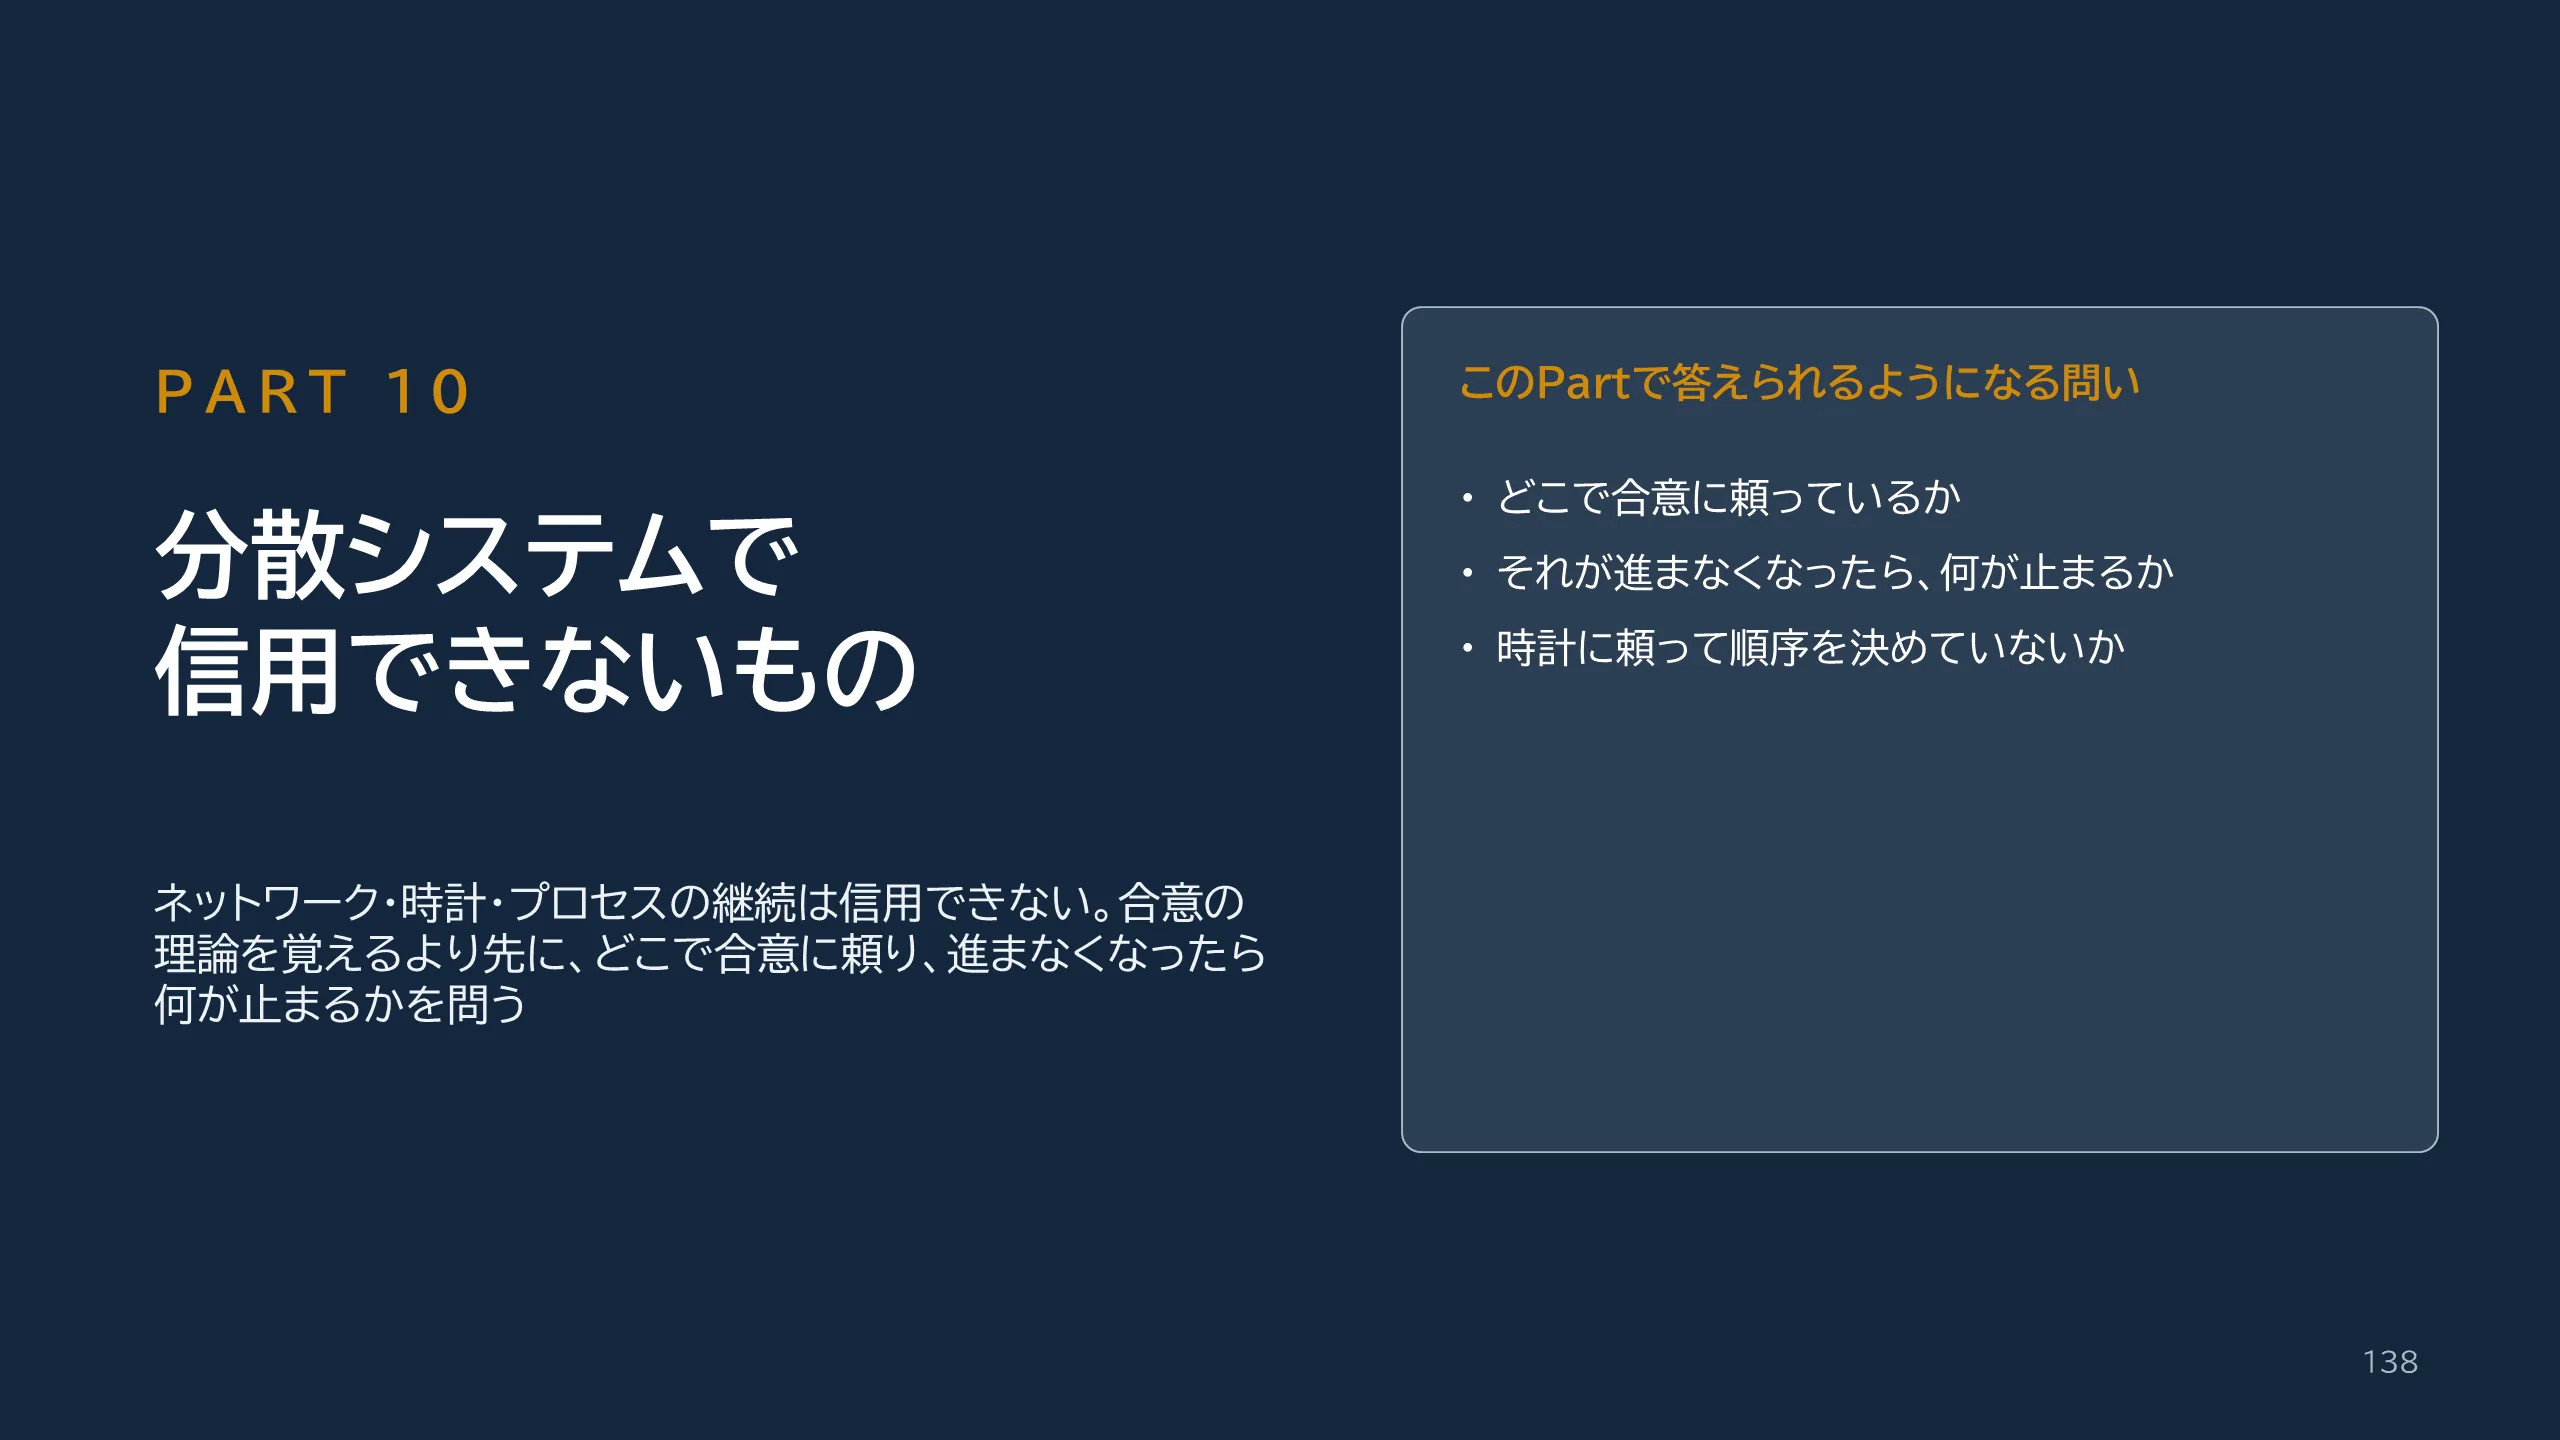 PART 10
分散システムで
信用できないもの
ネットワーク・時計・プロセスの継続は信用できない。合意の
理論を覚えるより先に、どこで合意に頼り、進まなくなったら
何が止まるかを問う
このPartで答えられるようになる問い
• どこで合意に頼っているか
• それが進まなくなったら、何が止まるか
• 時計に頼って順序を決めていないか
138